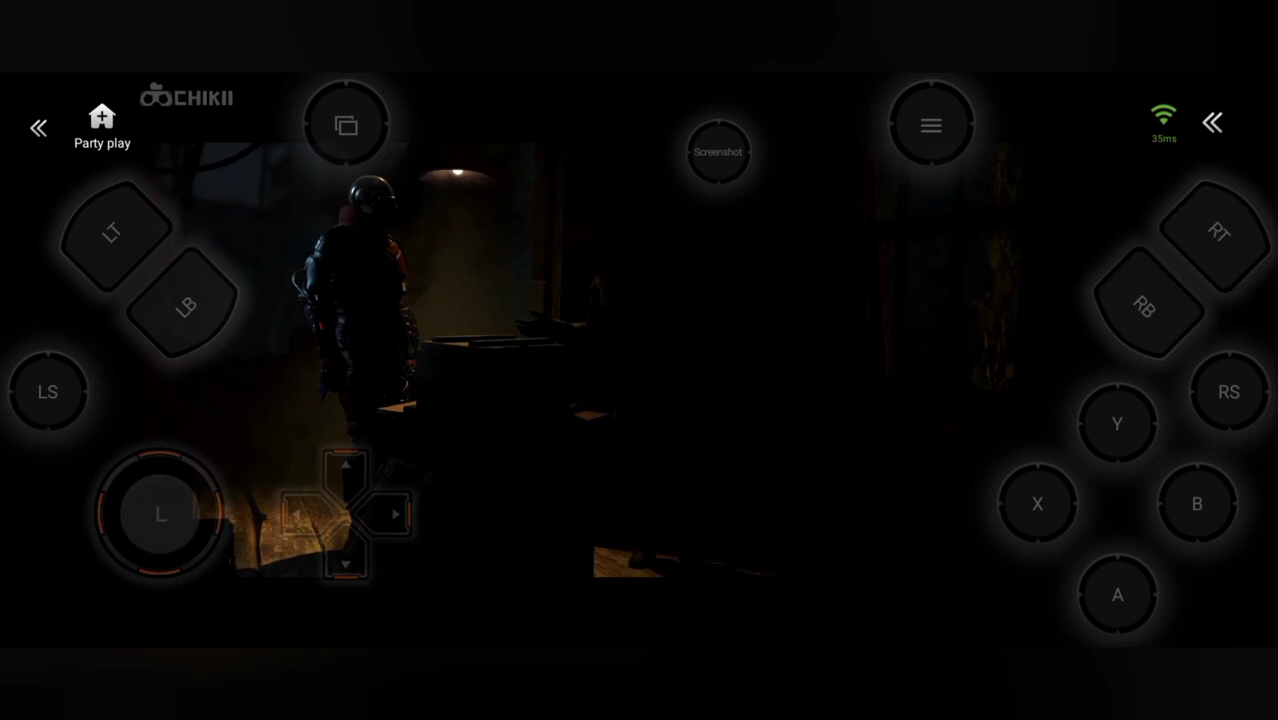 CHIKII
Party play
Screenshot
35ms
LT
RT
LB
RB
LS
RS
Y
L
X
B
A